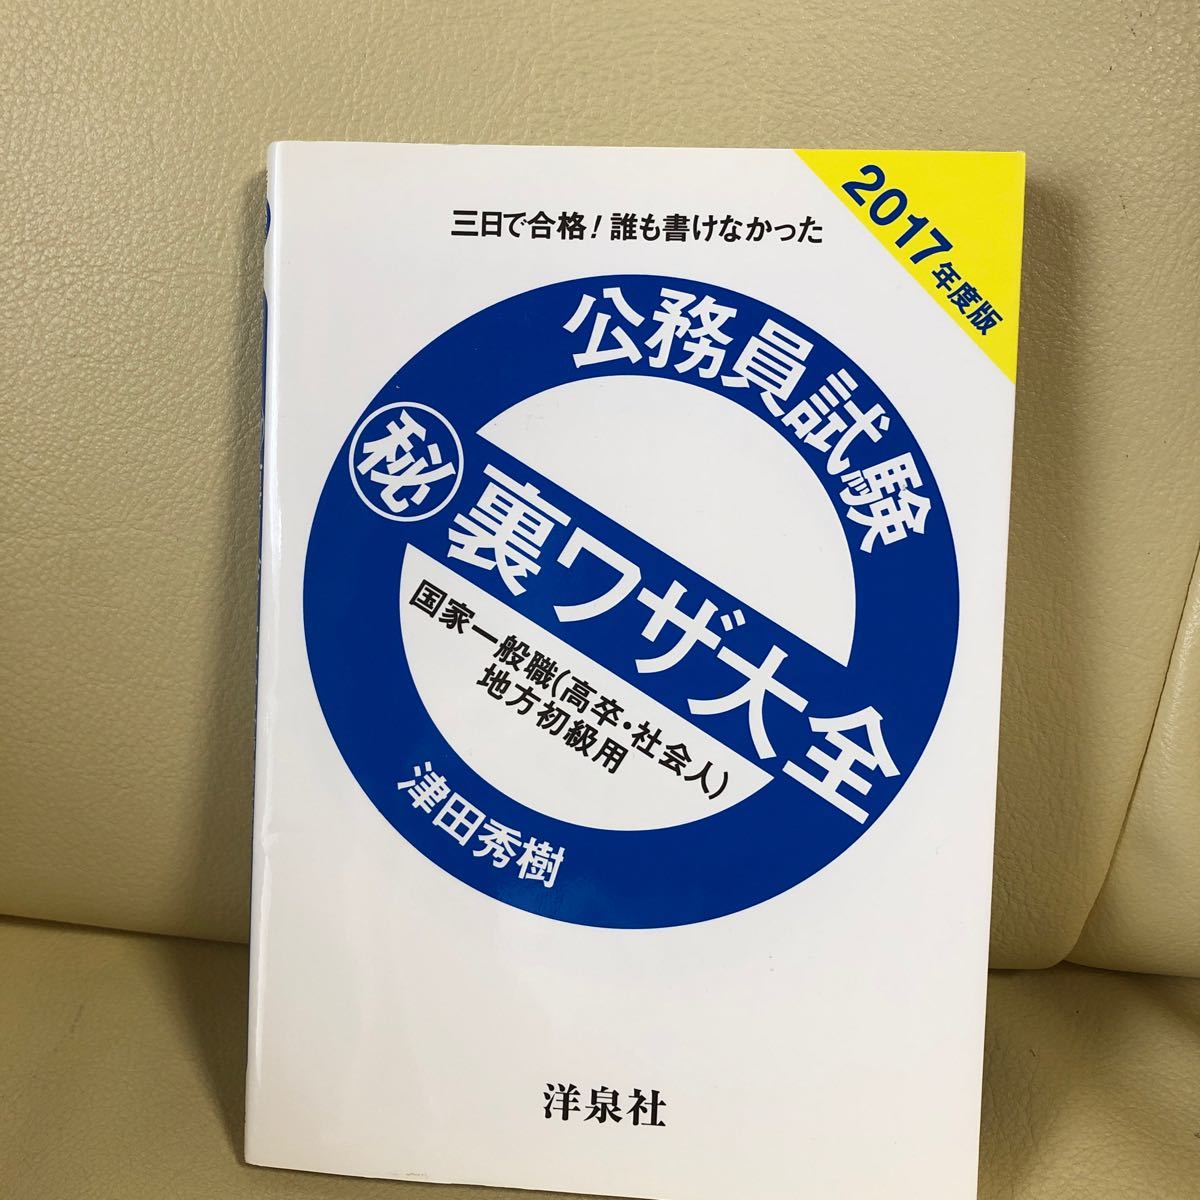 2017年度版
三日で合格！誰も書けなかった
公務員試験
㊙裏ワザ大全
国家一般職(高卒・社会人)
地方初級用
津田秀樹
洋泉社